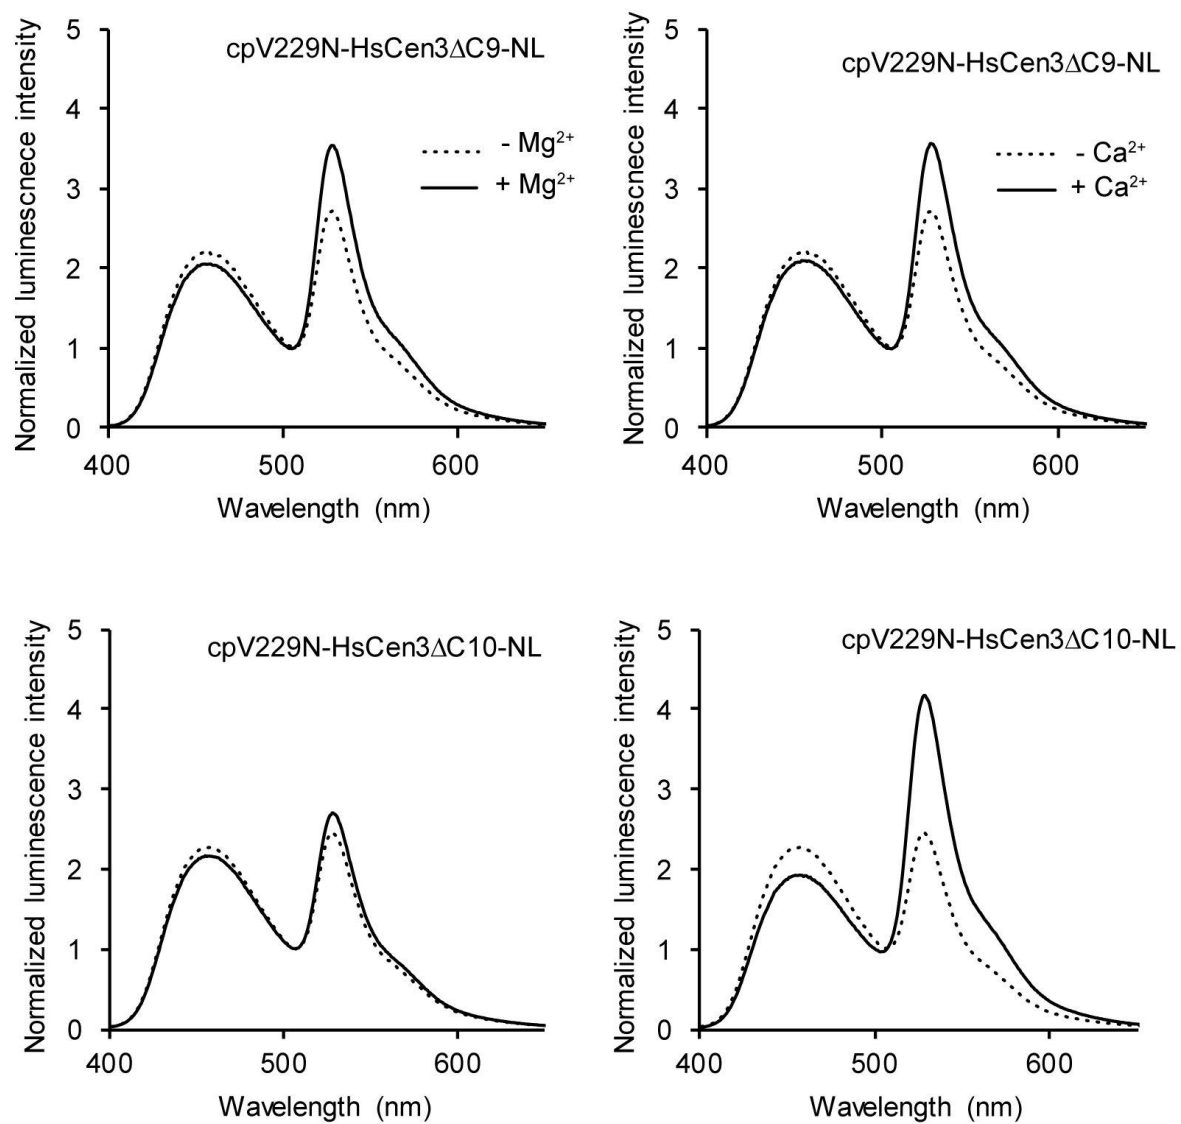 cpV229N-HsCen3ΔC9-NL
Normalized luminescnece intensity
5
4
3
2
1
0
- Mg²⁺
+ Mg²⁺
400
500
600
Wavelength (nm)
cpV229N-HsCen3ΔC9-NL
Normalized luminescnece intensity
5
4
3
2
1
0
- Ca²⁺
+ Ca²⁺
400
500
600
Wavelength (nm)
cpV229N-HsCen3ΔC10-NL
Normalized luminescence intensity
5
4
3
2
1
0
400
500
600
Wavelength (nm)
cpV229N-HsCen3ΔC10-NL
Normalized luminescence intensity
5
4
3
2
1
0
400
500
600
Wavelength (nm)